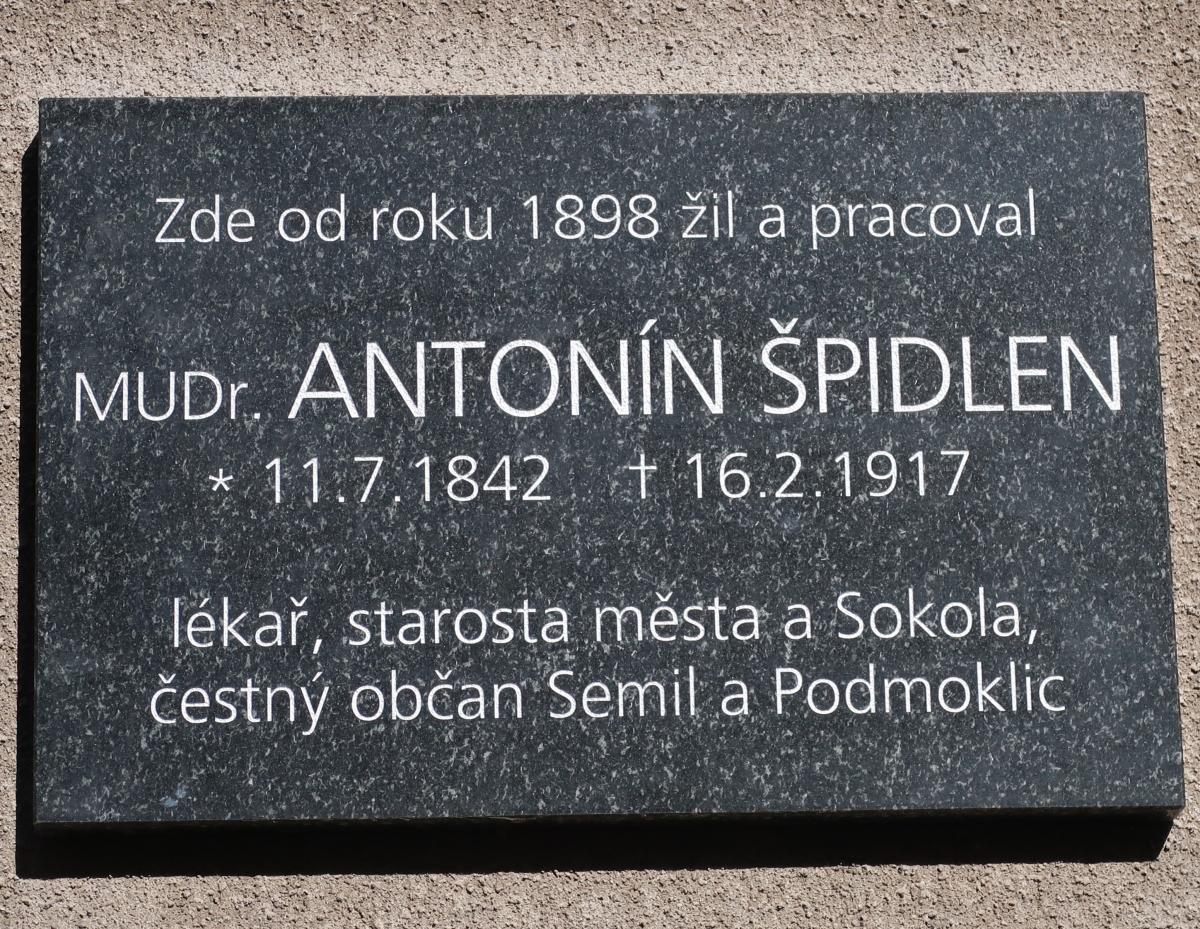 Zde od roku 1898 žil a pracoval
MUDr. ANTONÍN ŠPIDLEN
* 11.7.1842 † 16.2.1917
lékař, starosta města a Sokola,
čestný občan Semil a Podmoklic